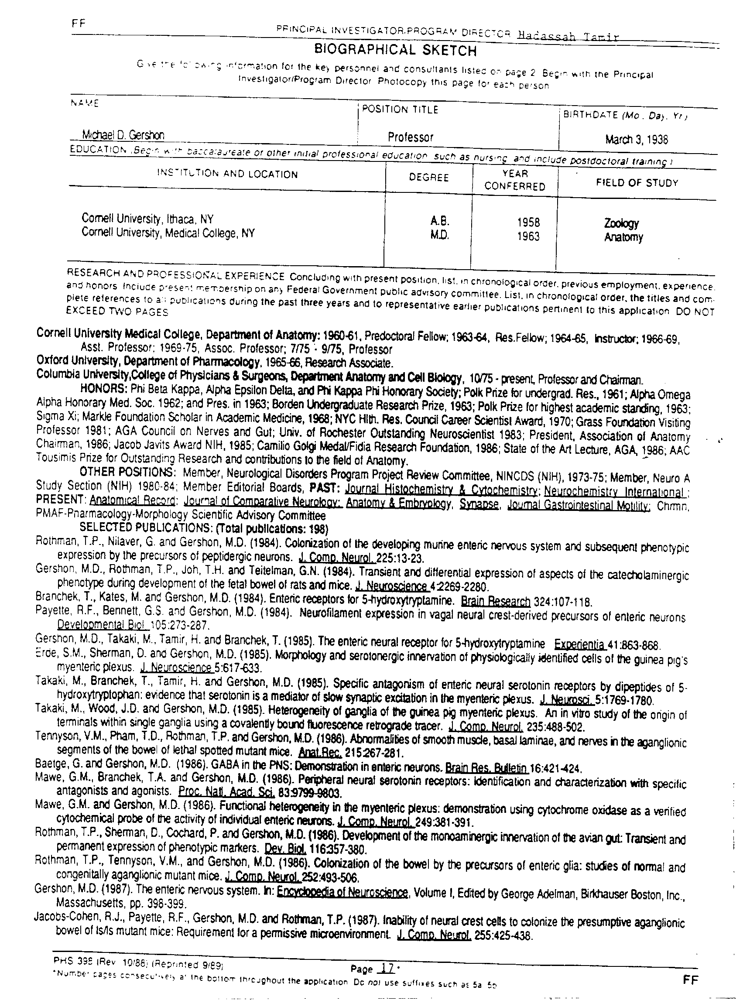 FF
PRINCIPAL INVESTIGATOR/PROGRAM DIRECTOR Hadassah Tamir
BIOGRAPHICAL SKETCH
Give the following information for the key personnel and consultants listed on page 2. Begin with the Principal
Investigator/Program Director. Photocopy this page for each person
NAME
POSITION TITLE
BIRTHDATE (Mo., Day, Yr.)
Michael D. Gershon
Professor
March 3, 1938
EDUCATION (Begin with baccalaureate or other initial professional education, such as nursing, and include postdoctoral training.)
INSTITUTION AND LOCATION
DEGREE
YEAR
CONFERRED
FIELD OF STUDY
Cornell University, Ithaca, NY A.B. 1958 Zoology
Cornell University, Medical College, NY M.D. 1963 Anatomy
RESEARCH AND PROFESSIONAL EXPERIENCE Concluding with present position, list, in chronological order, previous employment, experience,
and honors. Include present membership on any Federal Government public advisory committee. List, in chronological order, the titles and com-
plete references to all publications during the past three years and to representative earlier publications pertinent to this application. DO NOT
EXCEED TWO PAGES
Cornell University Medical College, Department of Anatomy: 1960-61, Predoctoral Fellow; 1963-64, Res.Fellow; 1964-65, Instructor; 1966-69,
Asst. Professor; 1969-75, Assoc. Professor; 7/75 - 9/75, Professor
Oxford University, Department of Pharmacology, 1965-66, Research Associate.
Columbia University,College of Physicians & Surgeons, Department Anatomy and Cell Biology, 10/75 - present, Professor and Chairman.
HONORS: Phi Beta Kappa, Alpha Epsilon Delta, and Phi Kappa Phi Honorary Society; Polk Prize for undergrad. Res., 1961; Alpha Omega
Alpha Honorary Med. Soc. 1962; and Pres. in 1963; Borden Undergraduate Research Prize, 1963; Polk Prize for highest academic standing, 1963;
Sigma Xi; Markle Foundation Scholar in Academic Medicine, 1968; NYC Hlth. Res. Council Career Scientist Award, 1970; Grass Foundation Visiting
Professor 1981; AGA Council on Nerves and Gut; Univ. of Rochester Outstanding Neuroscientist 1983; President, Association of Anatomy
Chairman, 1986; Jacob Javits Award NIH, 1985; Camilio Golgi Medal/Fidia Research Foundation, 1986; State of the Art Lecture, AGA, 1986; AAC
Tousimis Prize for Outstanding Research and contributions to the field of Anatomy.
OTHER POSITIONS: Member, Neurological Disorders Program Project Review Committee, NINCDS (NIH), 1973-75; Member, Neuro A
Study Section (NIH) 1980-84; Member Editorial Boards, PAST: Journal Histochemistry & Cytochemistry; Neurochemistry International;
PRESENT: Anatomical Record; Journal of Comparative Neurology; Anatomy & Embryology, Synapse, Journal Gastrointestinal Motility; Chrmn,
PMAF-Pharmacology-Morphology Scientific Advisory Committee
SELECTED PUBLICATIONS: (Total publications: 198)
Rothman, T.P., Nilaver, G. and Gershon, M.D. (1984). Colonization of the developing murine enteric nervous system and subsequent phenotypic
expression by the precursors of peptidergic neurons. J. Comp. Neurol. 225:13-23.
Gershon, M.D., Rothman, T.P., Joh, T.H. and Teitelman, G.N. (1984). Transient and differential expression of aspects of the catecholaminergic
phenotype during development of the fetal bowel of rats and mice. J. Neuroscience 4:2269-2280.
Branchek, T., Kates, M. and Gershon, M.D. (1984). Enteric receptors for 5-hydroxytryptamine. Brain Research 324:107-118.
Payette, R.F., Bennett, G.S. and Gershon, M.D. (1984). Neurofilament expression in vagal neural crest-derived precursors of enteric neurons
Developmental Biol. 105:273-287.
Gershon, M.D., Takaki, M., Tamir, H. and Branchek, T. (1985). The enteric neural receptor for 5-hydroxytryptamine Experientia 41:863-868.
Erde, S.M., Sherman, D. and Gershon, M.D. (1985). Morphology and serotonergic innervation of physiologically identified cells of the guinea pig's
myenteric plexus. J. Neuroscience 5:617-633.
Takaki, M., Branchek, T., Tamir, H. and Gershon, M.D. (1985). Specific antagonism of enteric neural serotonin receptors by dipeptides of 5-
hydroxytryptophan: evidence that serotonin is a mediator of slow synaptic excitation in the myenteric plexus. J. Neurosci. 5:1769-1780.
Takaki, M., Wood, J.D. and Gershon, M.D. (1985). Heterogeneity of ganglia of the guinea pig myenteric plexus. An in vitro study of the origin of
terminals within single ganglia using a covalently bound fluorescence retrograde tracer. J. Comp. Neurol. 235:488-502.
Tennyson, V.M., Pham, T.D., Rothman, T.P. and Gershon, M.D. (1986). Abnormalities of smooth muscle, basal laminae, and nerves in the aganglionic
segments of the bowel of lethal spotted mutant mice. Anat.Rec. 215:267-281.
Baetge, G. and Gershon, M.D. (1986). GABA in the PNS: Demonstration in enteric neurons. Brain Res. Bulletin 16:421-424.
Mawe, G.M., Branchek, T.A. and Gershon, M.D. (1986). Peripheral neural serotonin receptors: identification and characterization with specific
antagonists and agonists. Proc. Natl. Acad. Sci. 83:9799-9803.
Mawe, G.M. and Gershon, M.D. (1986). Functional heterogeneity in the myenteric plexus: demonstration using cytochrome oxidase as a verified
cytochemical probe of the activity of individual enteric neurons. J. Comp. Neurol. 249:381-391.
Rothman, T.P., Sherman, D., Cochard, P. and Gershon, M.D. (1986). Development of the monoaminergic innervation of the avian gut: Transient and
permanent expression of phenotypic markers. Dev. Biol. 116:357-380.
Rothman, T.P., Tennyson, V.M., and Gershon, M.D. (1986). Colonization of the bowel by the precursors of enteric glia: studies of normal and
congenitally aganglionic mutant mice. J. Comp. Neurol. 252:493-506.
Gershon, M.D. (1987). The enteric nervous system. In: Encyclopedia of Neuroscience, Volume I, Edited by George Adelman, Birkhauser Boston, Inc.,
Massachusetts, pp. 398-399.
Jacobs-Cohen, R.J., Payette, R.F., Gershon, M.D. and Rothman, T.P. (1987). Inability of neural crest cells to colonize the presumptive aganglionic
bowel of ls/ls mutant mice: Requirement for a permissive microenvironment. J. Comp. Neurol. 255:425-438.
PHS 398 (Rev. 10/88) (Reprinted 9/89) Page 17*
*Number pages consecutively at the bottom throughout the application. Do not use suffixes such as 5a, 5b.
FF